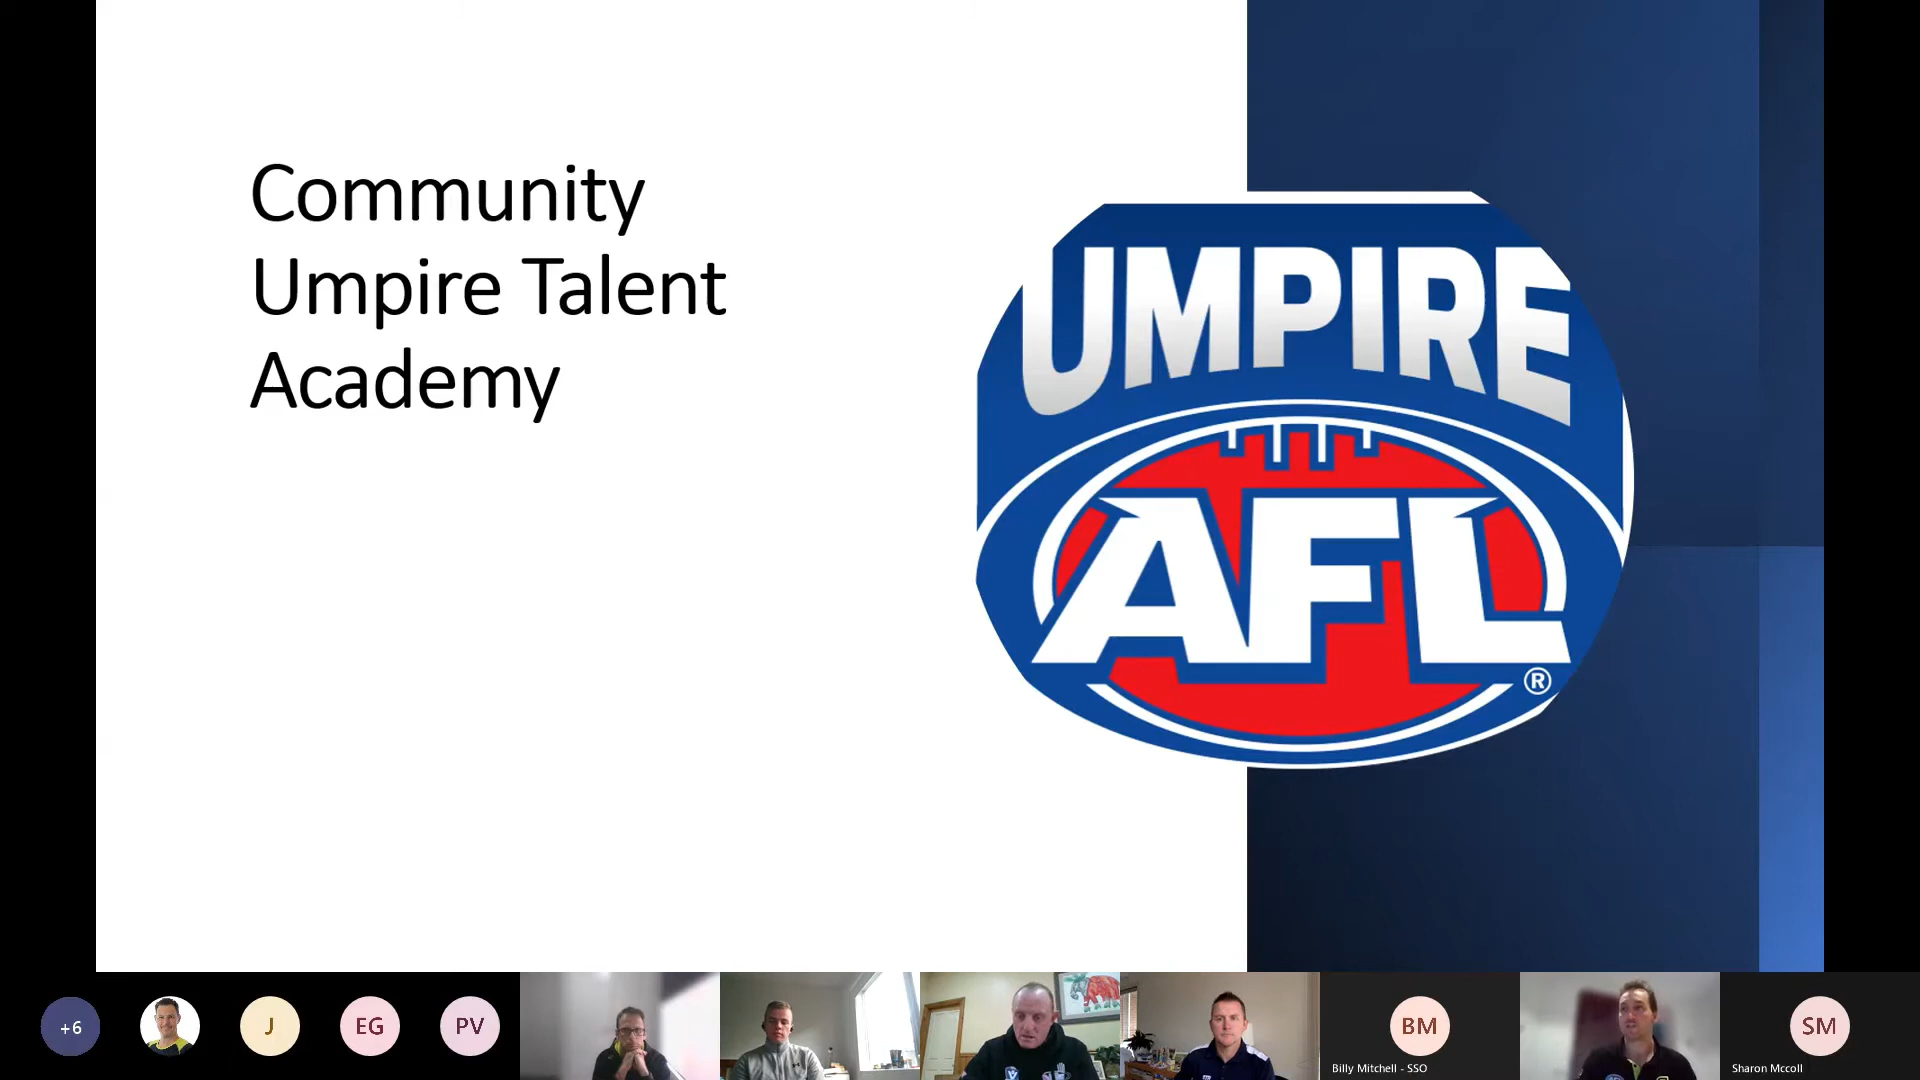 Community
Umpire Talent
Academy
UMPIRE
AFL
®
+6
J
EG
PV
BM
Billy Mitchell - SSO
SM
Sharon Mccoll